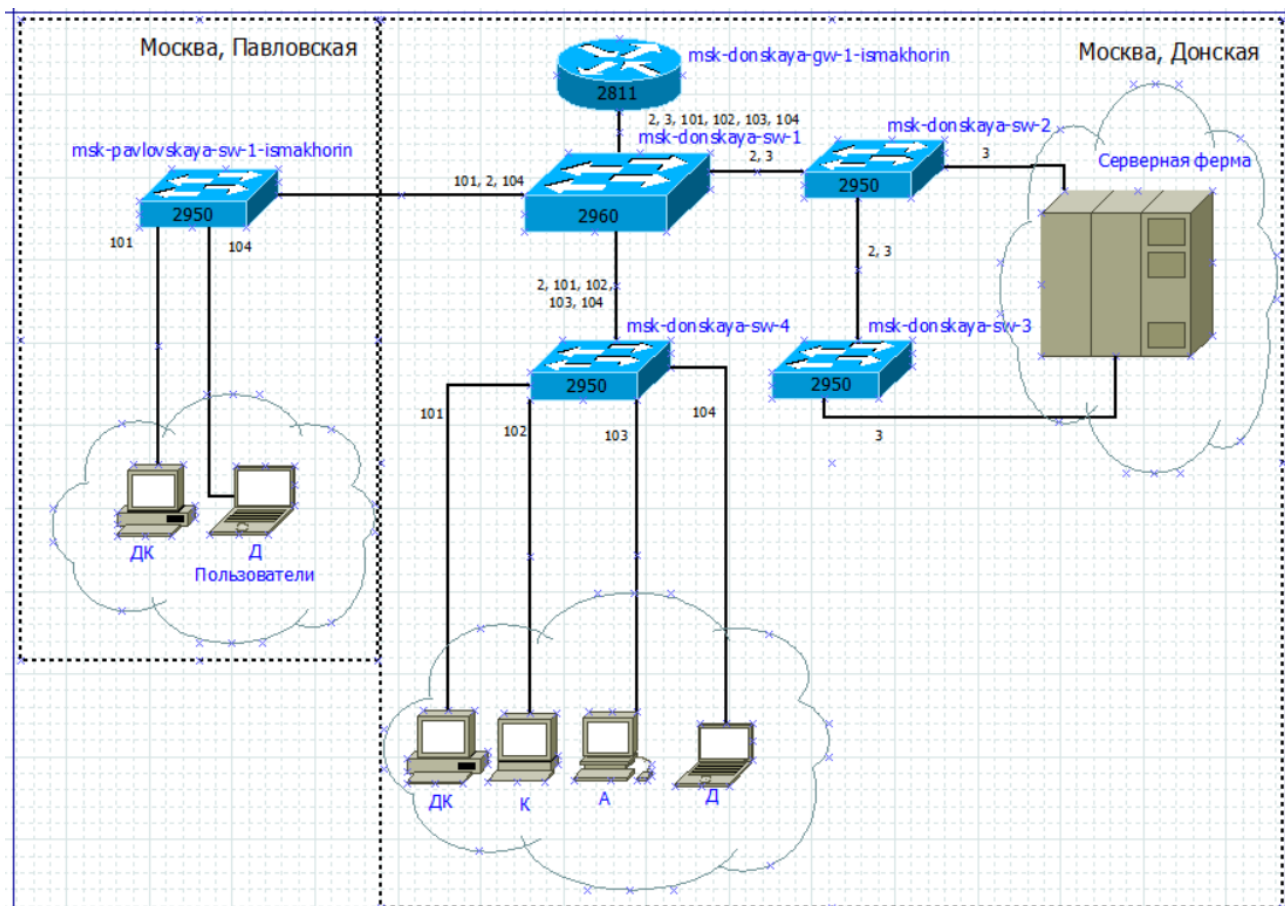 Москва, Павловская
Москва, Донская
msk-donskaya-gw-1-ismakhorin
2811
2, 3, 101, 102, 103, 104
msk-donskaya-sw-1
msk-donskaya-sw-2
msk-pavlovskaya-sw-1-ismakhorin
2, 3
3
Серверная ферма
101, 2, 104
2950
2960
2950
101
104
2, 3
2, 101, 102,
103, 104
msk-donskaya-sw-4
msk-donskaya-sw-3
2950
2950
101
102
103
104
3
ДК
Д
Пользователи
ДК
К
А
Д